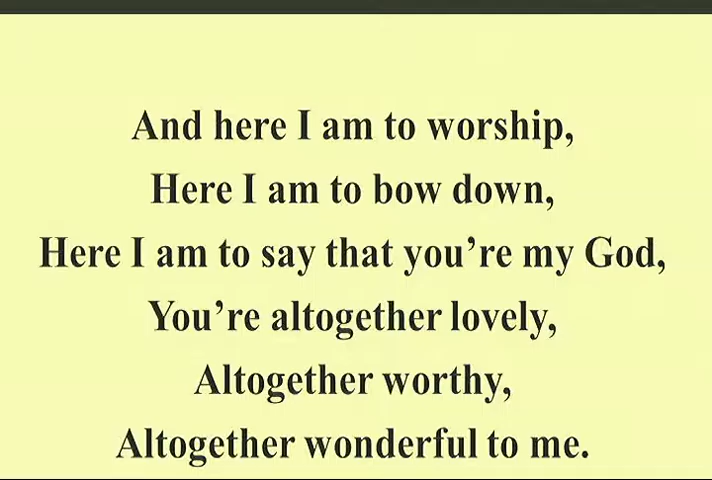 And here I am to worship,
Here I am to bow down,
Here I am to say that you’re my God,
You’re altogether lovely,
Altogether worthy,
Altogether wonderful to me.